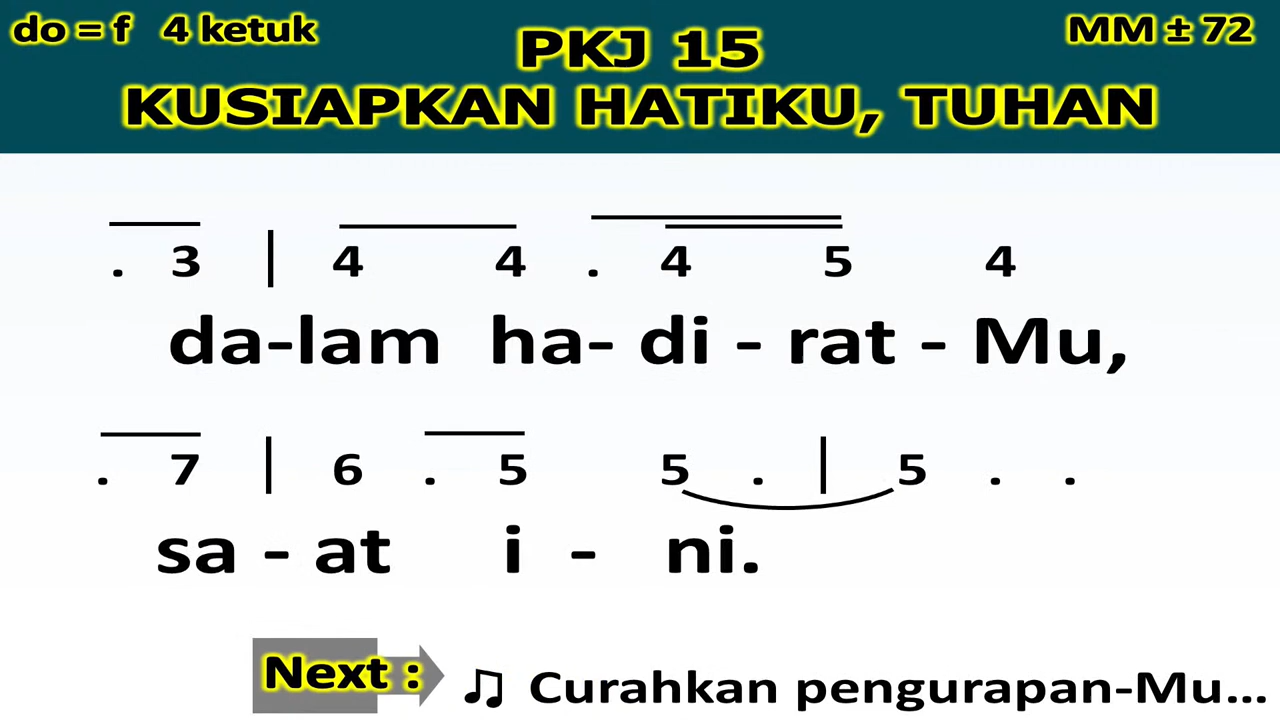 do = f 4 ketuk
MM ± 72
PKJ 15
KUSIAPKAN HATIKU, TUHAN
. 3 | 4 4 . 4 5 4
da-lam ha- di - rat - Mu,
. 7 | 6 . 5 5 . | 5 . .
sa - at i - ni.
Next : ♫ Curahkan pengurapan-Mu...